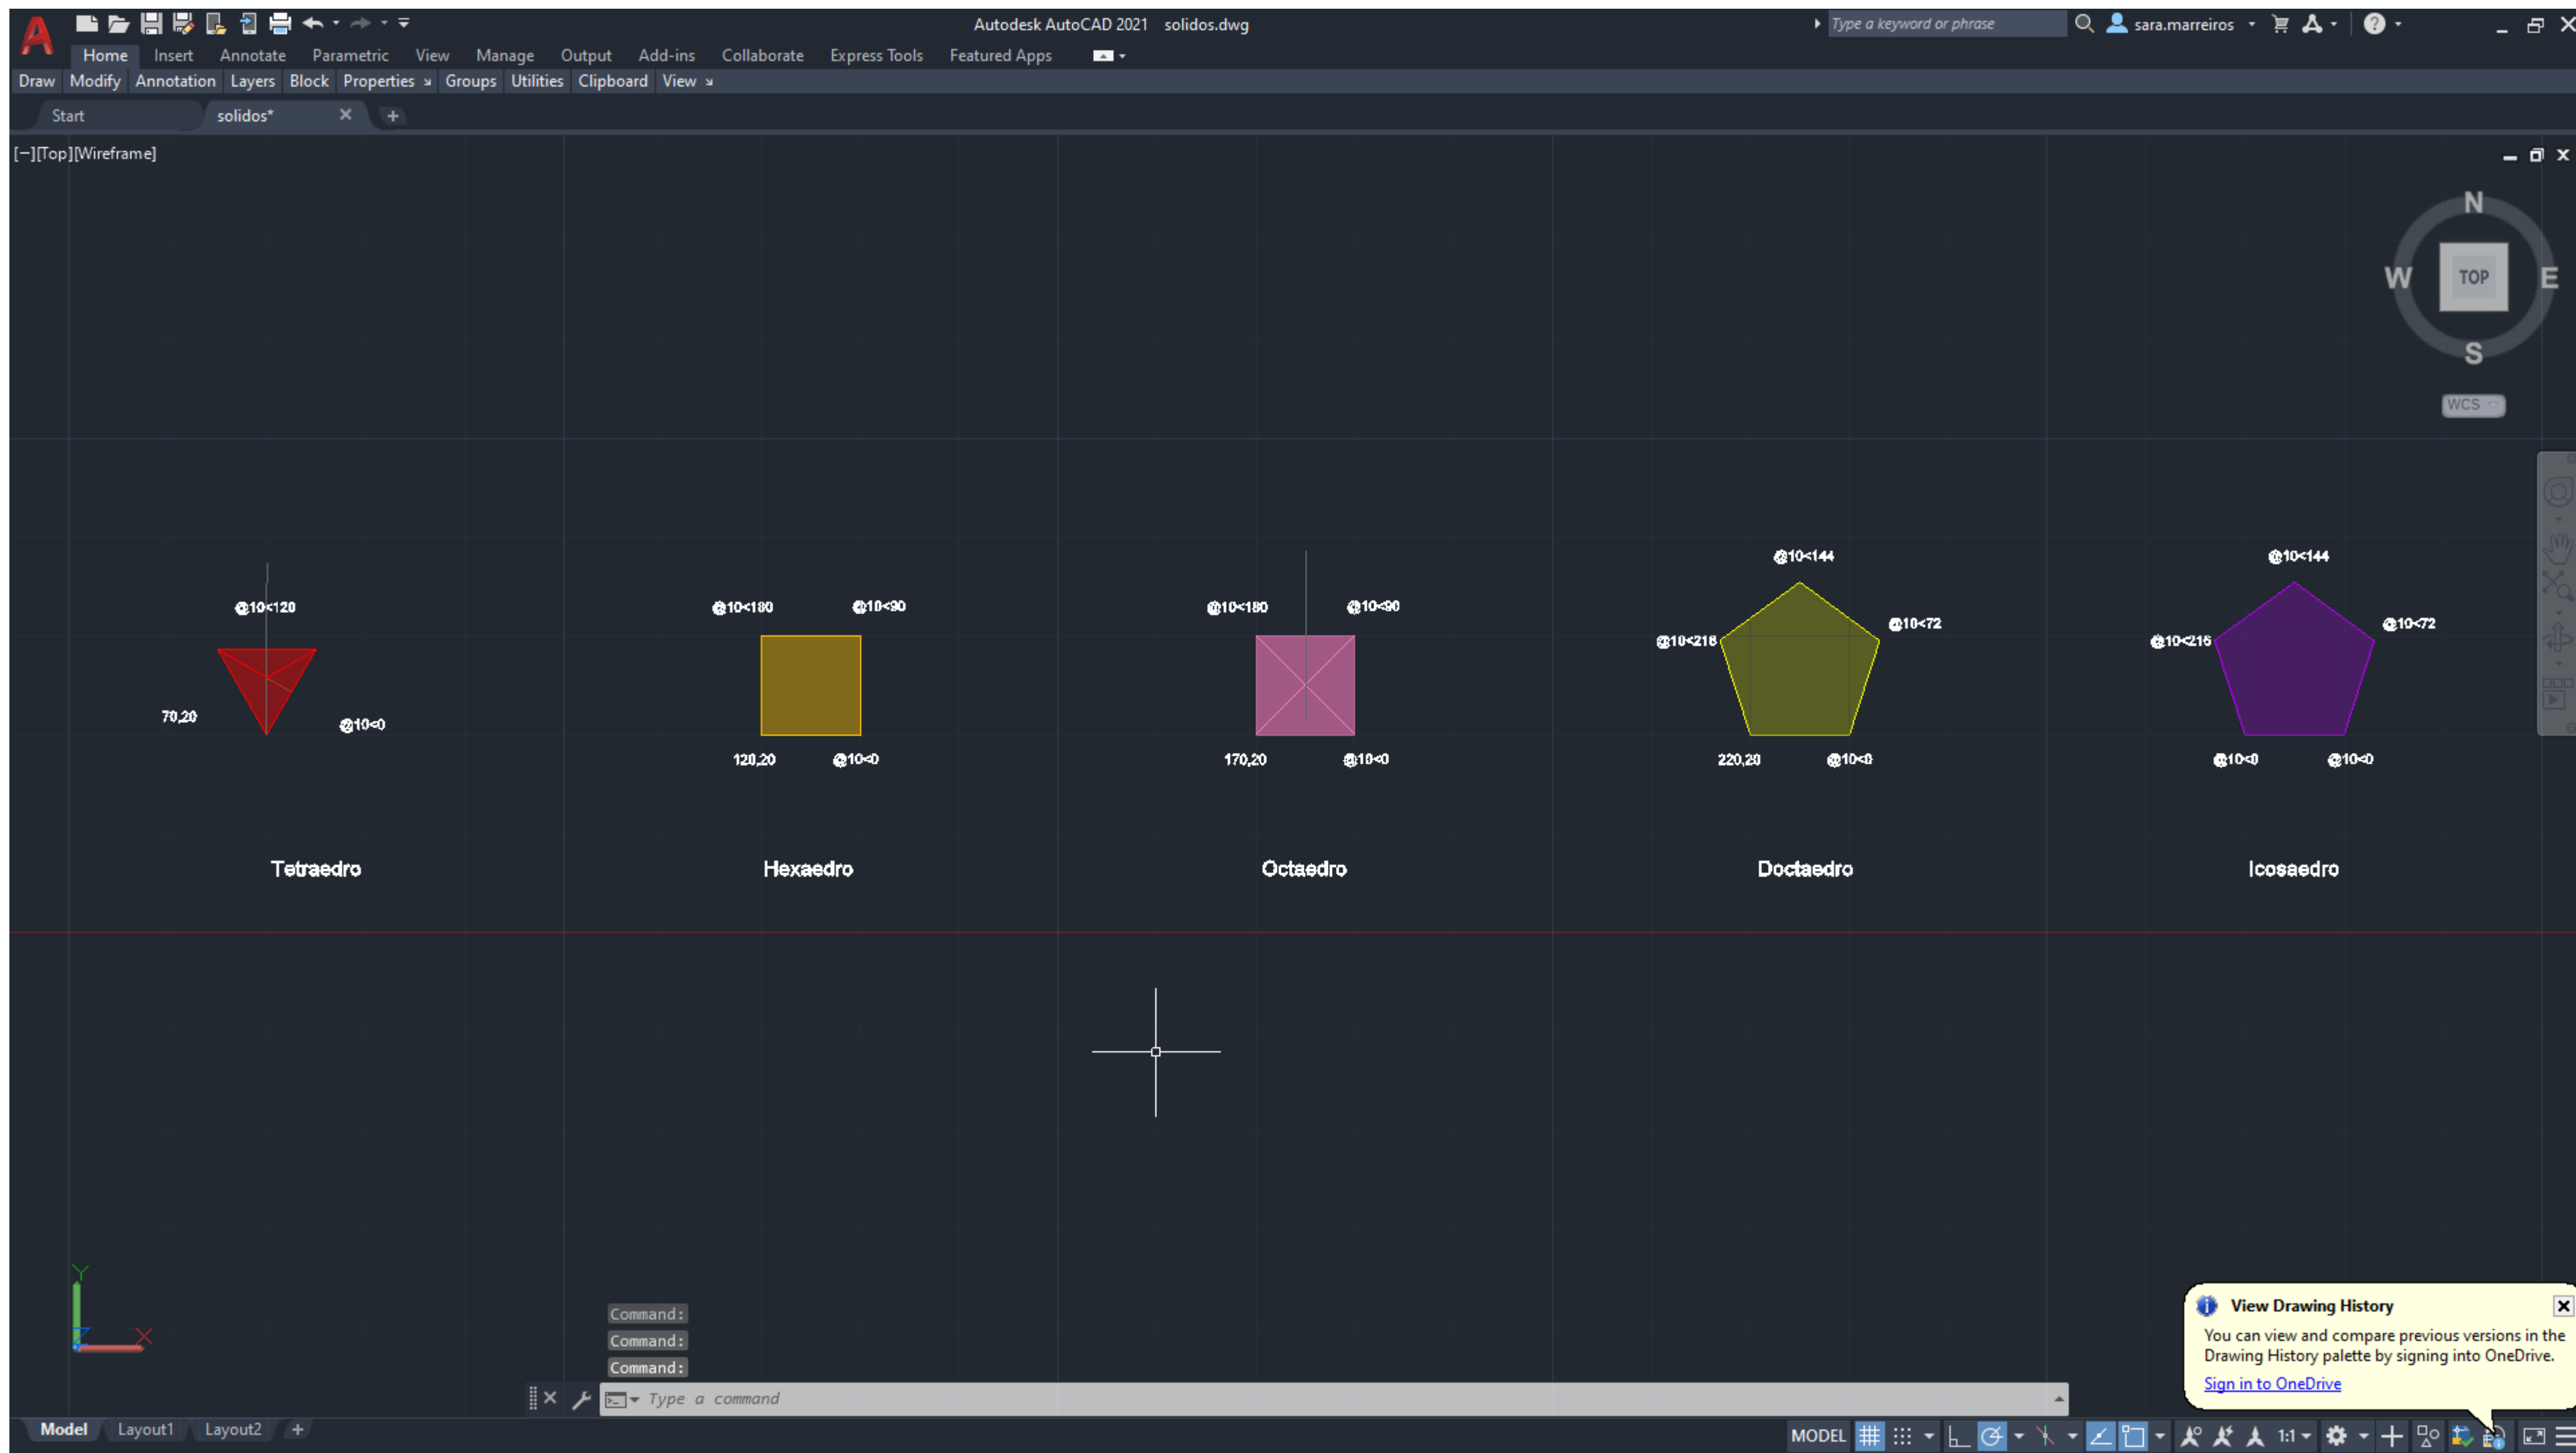 Autodesk AutoCAD 2021 solidos.dwg
Type a keyword or phrase
sara.marreiros
Home Insert Annotate Parametric View Manage Output Add-ins Collaborate Express Tools Featured Apps
Draw Modify Annotation Layers Block Properties Groups Utilities Clipboard View
Start solidos*
[−][Top][Wireframe]
N
W TOP E
S
WCS
@10<144 @10<144
@10<120 @10<180 @10<90 @10<180 @10<90
@10<72 @10<72
@10<216 @10<216
70,20 @10<0
120,20 @10<0 170,20 @10<0 220,20 @10<0 @10<0 @10<0
Tetraedro Hexaedro Octaedro Doctaedro Icosaedro
Y
Z X
Command:
Command:
Command:
Type a command
View Drawing History
You can view and compare previous versions in the
Drawing History palette by signing into OneDrive.
Sign in to OneDrive
Model Layout1 Layout2 +
MODEL 1:1